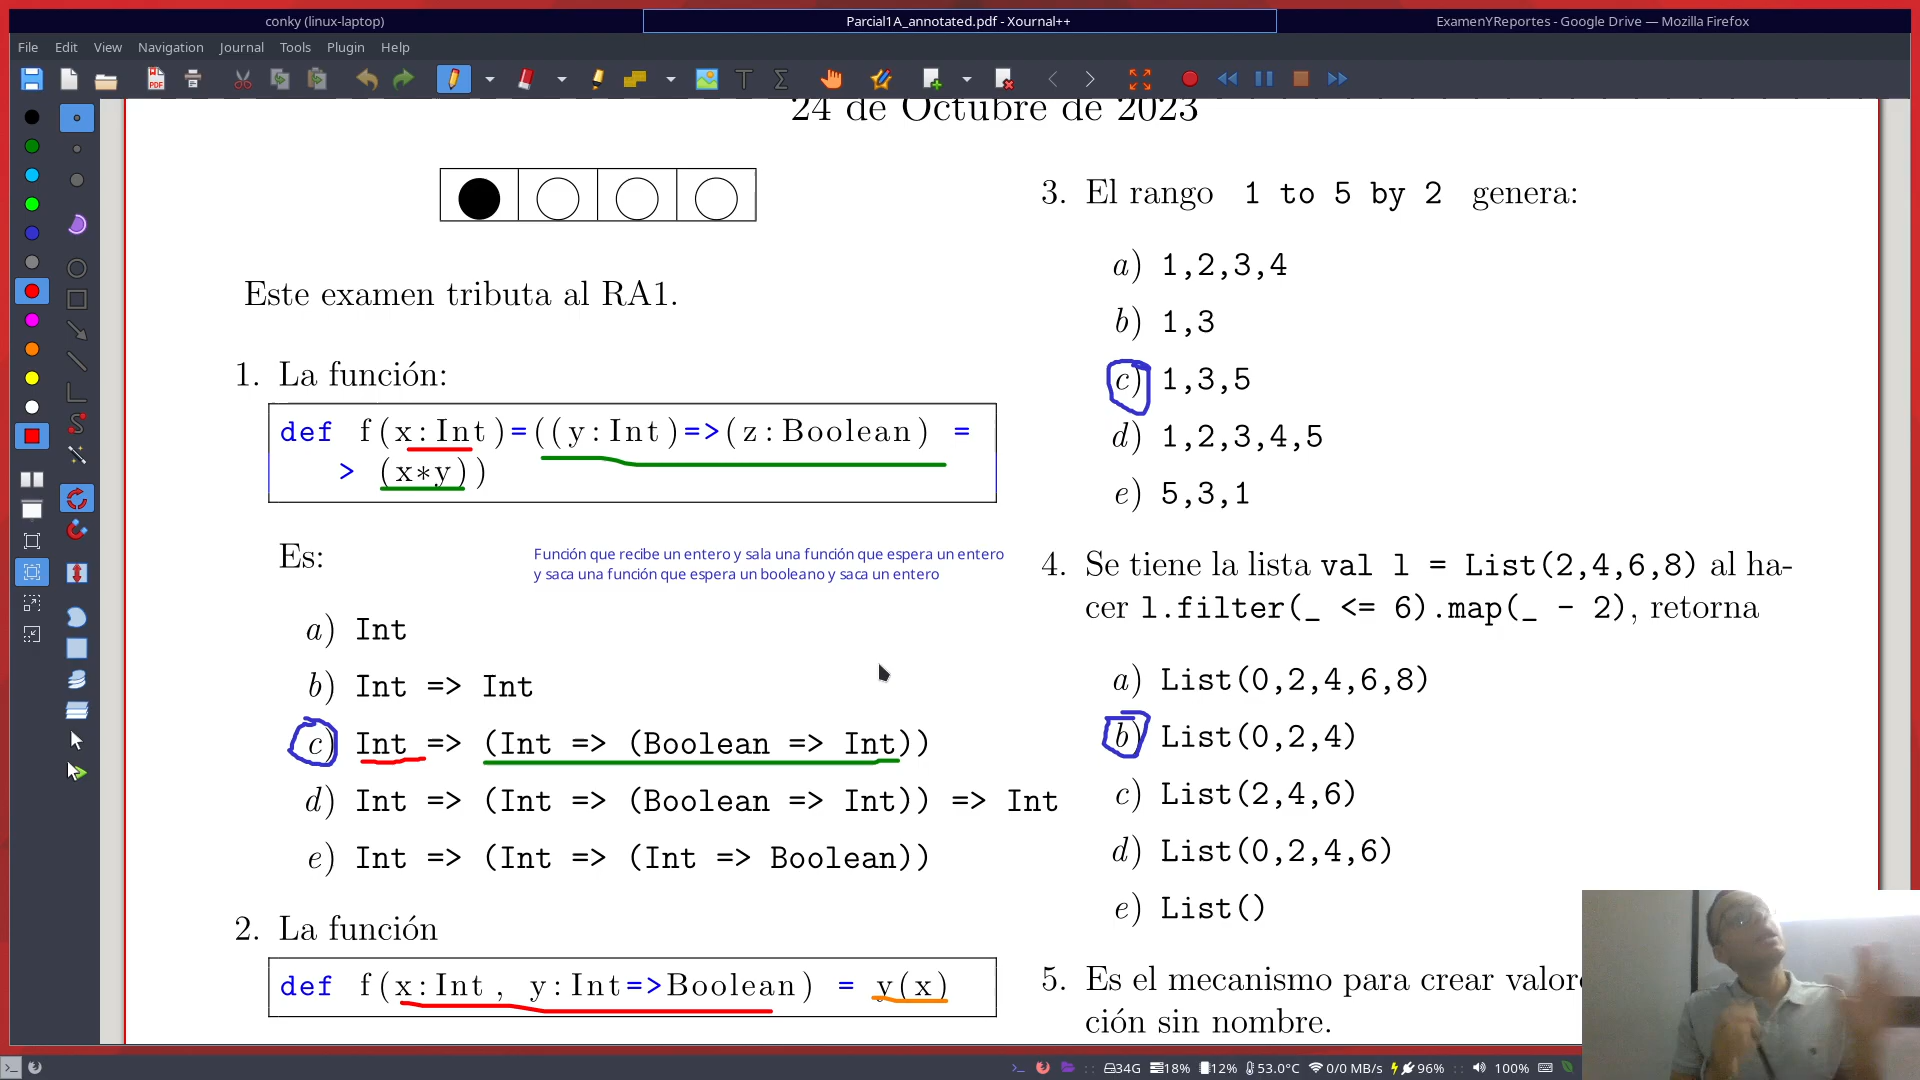 conky (linux-laptop)
Parcial1A_annotated.pdf - Xournal++
ExamenYReportes - Google Drive — Mozilla Firefox
File Edit View Navigation Journal Tools Plugin Help
24 de Octubre de 2023
Este examen tributa al RA1.
1. La función:
def f(x:Int)=((y:Int)=>(z:Boolean) =
> (x*y))
Es:
Función que recibe un entero y sala una función que espera un entero
y saca una función que espera un booleano y saca un entero
a) Int
b) Int => Int
c) Int => (Int => (Boolean => Int))
d) Int => (Int => (Boolean => Int)) => Int
e) Int => (Int => (Int => Boolean))
2. La función
def f(x:Int, y:Int=>Boolean) = y(x)
3. El rango 1 to 5 by 2 genera:
a) 1,2,3,4
b) 1,3
c) 1,3,5
d) 1,2,3,4,5
e) 5,3,1
4. Se tiene la lista val l = List(2,4,6,8) al ha-
cer l.filter(_ <= 6).map(_ - 2), retorna
a) List(0,2,4,6,8)
b) List(0,2,4)
c) List(2,4,6)
d) List(0,2,4,6)
e) List()
5. Es el mecanismo para crear valor
ción sin nombre.
34G 18% 12% 53.0°C 0/0 MB/s 96% 100%